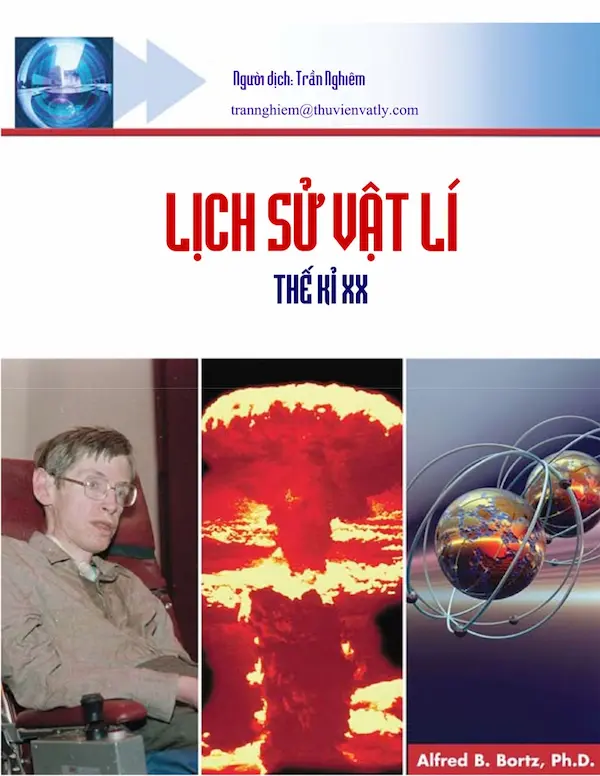 Người dịch: Trần Nghiêm
trannghiem@thuvienvatly.com
LỊCH SỬ VẬT LÍ
THẾ KỈ XX
Alfred B. Bortz, Ph.D.